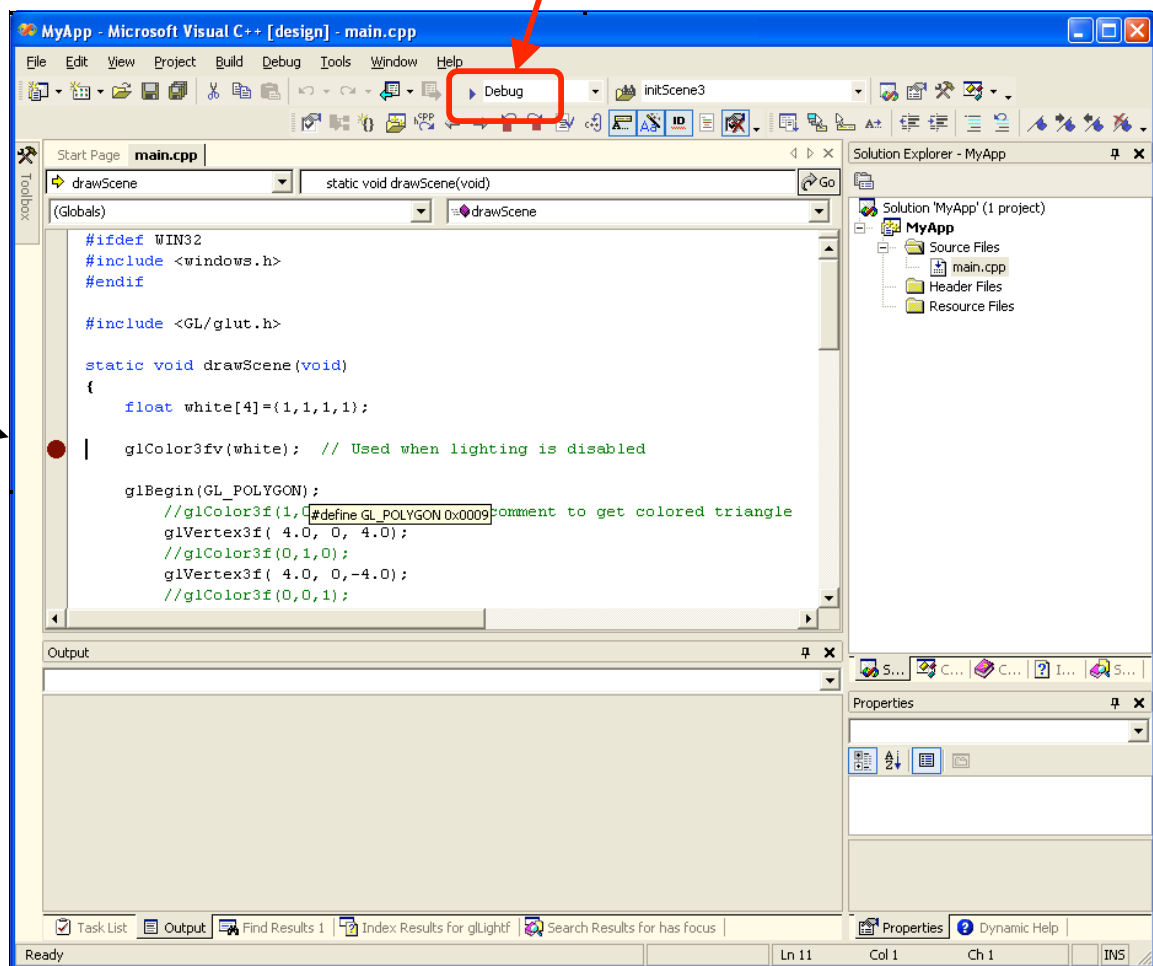 MyApp - Microsoft Visual C++ [design] - main.cpp
File Edit View Project Build Debug Tools Window Help
Debug initScene3
CPP ID A±
Start Page main.cpp
Solution Explorer - MyApp
Toolbox
drawScene static void drawScene(void) Go
(Globals) drawScene
Solution 'MyApp' (1 project)
MyApp
Source Files
main.cpp
Header Files
Resource Files
#ifdef WIN32
#include <windows.h>
#endif
#include <GL/glut.h>
static void drawScene(void)
{
float white[4]={1,1,1,1};
glColor3fv(white); // Used when lighting is disabled
glBegin(GL_POLYGON);
//glColor3f(1,0 #define GL_POLYGON 0x0009 comment to get colored triangle
glVertex3f( 4.0, 0, 4.0);
//glColor3f(0,1,0);
glVertex3f( 4.0, 0,-4.0);
//glColor3f(0,0,1);
Output
S... C... C... I... S...
Properties
Task List Output Find Results 1 Index Results for glLightf Search Results for has focus
Properties Dynamic Help
Ready Ln 11 Col 1 Ch 1 INS